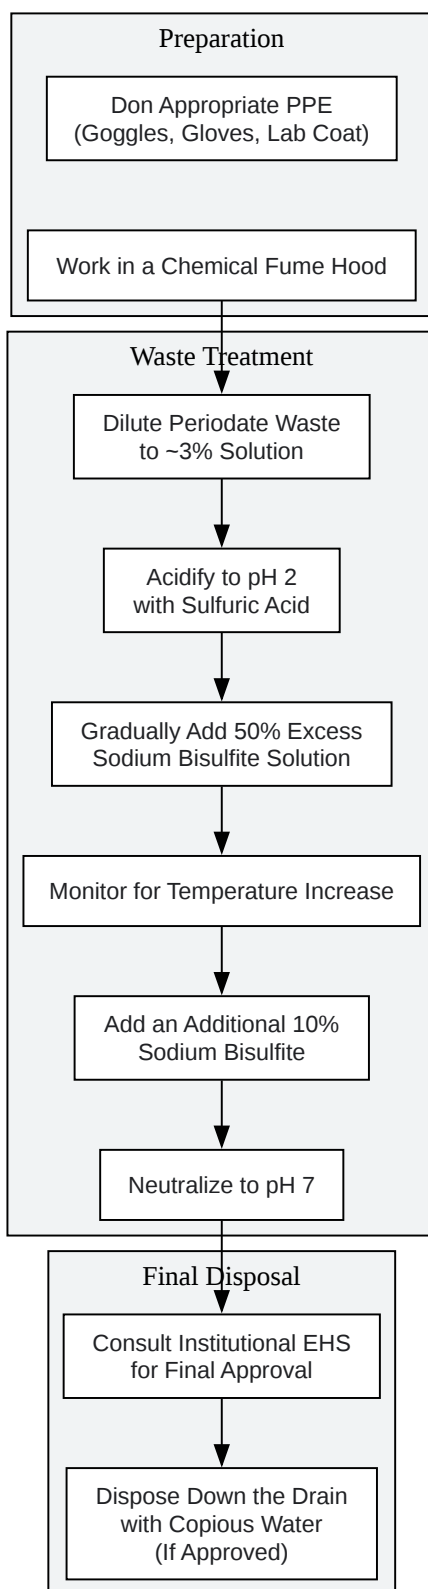 Preparation
Don Appropriate PPE
(Goggles, Gloves, Lab Coat)
Work in a Chemical Fume Hood
Waste Treatment
Dilute Periodate Waste
to ~3% Solution
Acidify to pH 2
with Sulfuric Acid
Gradually Add 50% Excess
Sodium Bisulfite Solution
Monitor for Temperature Increase
Add an Additional 10%
Sodium Bisulfite
Neutralize to pH 7
Final Disposal
Consult Institutional EHS
for Final Approval
Dispose Down the Drain
with Copious Water
(If Approved)